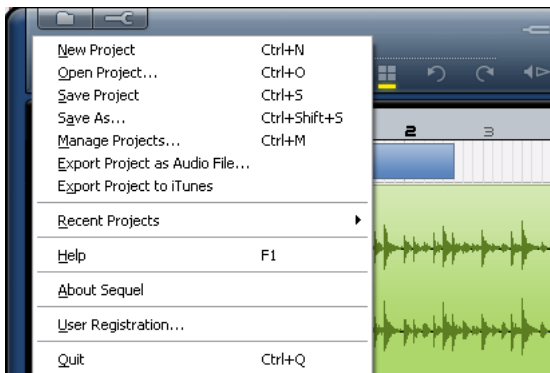 New Project Ctrl+N
Open Project... Ctrl+O
Save Project Ctrl+S
Save As... Ctrl+Shift+S
Manage Projects... Ctrl+M
Export Project as Audio File...
Export Project to iTunes
Recent Projects
Help F1
About Sequel
User Registration...
Quit Ctrl+Q
2 3